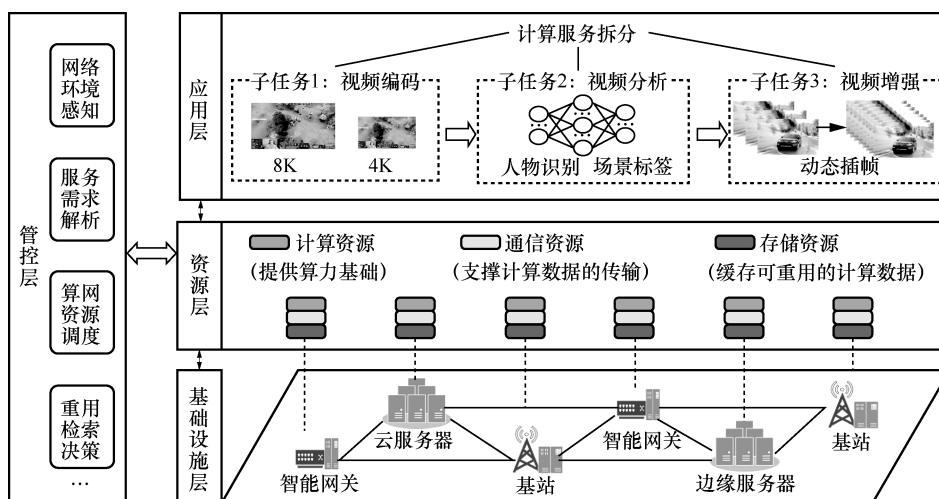 管控层
网络
环境
感知
服务
需求
解析
算网
资源
调度
重用
检索
决策
…
应用层
计算服务拆分
子任务1：视频编码
8K
4K
子任务2：视频分析
人物识别 场景标签
子任务3：视频增强
动态插帧
资源层
计算资源
(提供算力基础)
通信资源
(支撑计算数据的传输)
存储资源
(缓存可重用的计算数据)
基础设施层
智能网关
云服务器
基站
智能网关
边缘服务器
基站